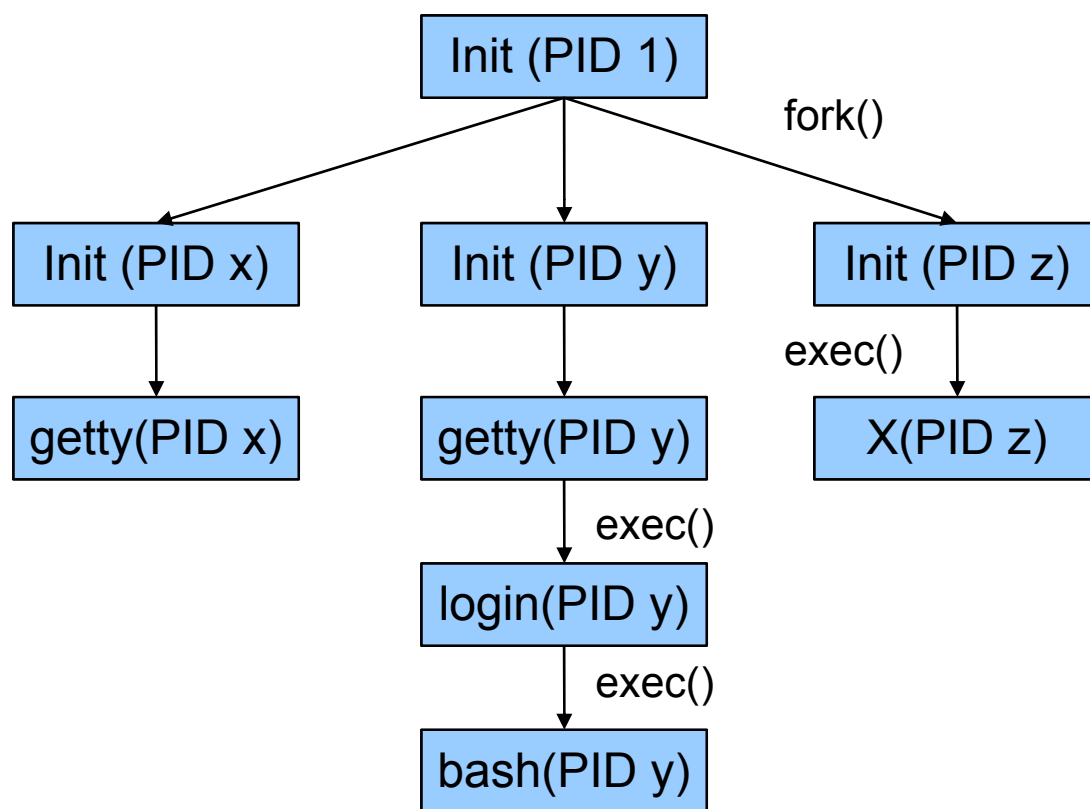 Init (PID 1)
fork()
Init (PID x)
Init (PID y)
Init (PID z)
exec()
getty(PID x)
getty(PID y)
X(PID z)
exec()
login(PID y)
exec()
bash(PID y)